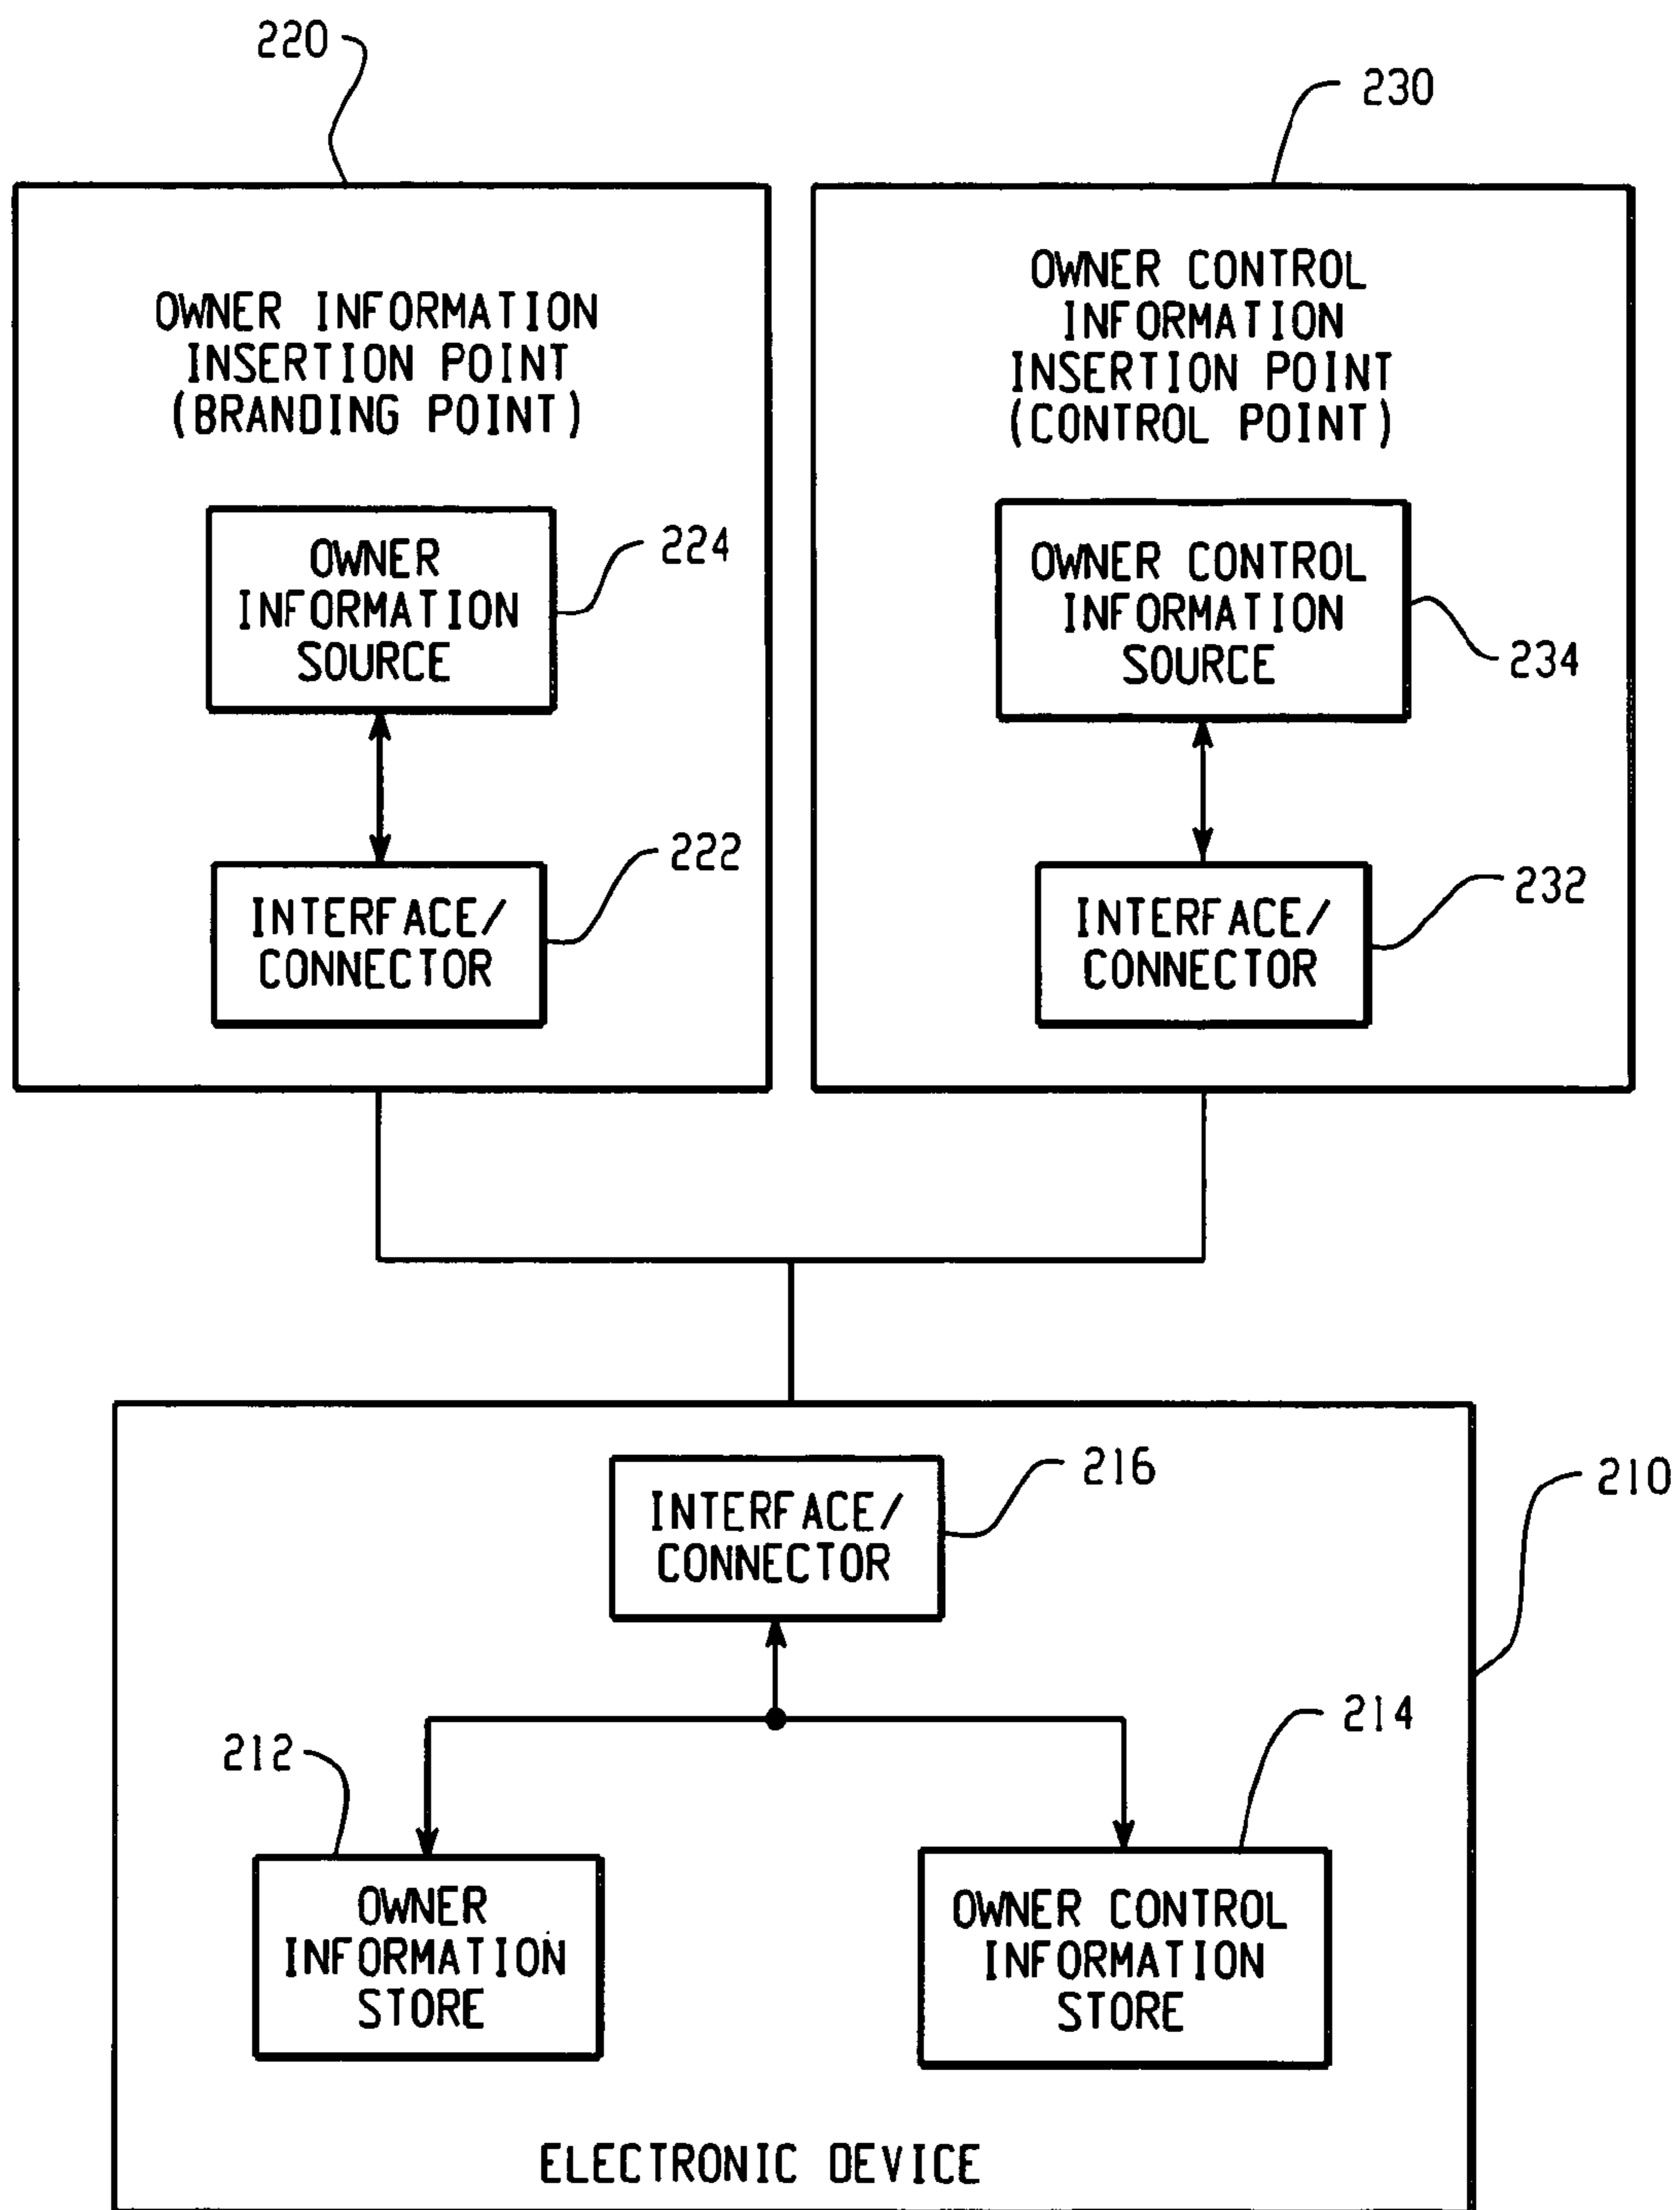 220
230
OWNER INFORMATION
INSERTION POINT
(BRANDING POINT)
OWNER CONTROL
INFORMATION
INSERTION POINT
(CONTROL POINT)
OWNER
INFORMATION
SOURCE
224
OWNER CONTROL
INFORMATION
SOURCE
234
INTERFACE/
CONNECTOR
222
INTERFACE/
CONNECTOR
232
INTERFACE/
CONNECTOR
216
210
212
214
OWNER
INFORMATION
STORE
OWNER CONTROL
INFORMATION
STORE
ELECTRONIC DEVICE